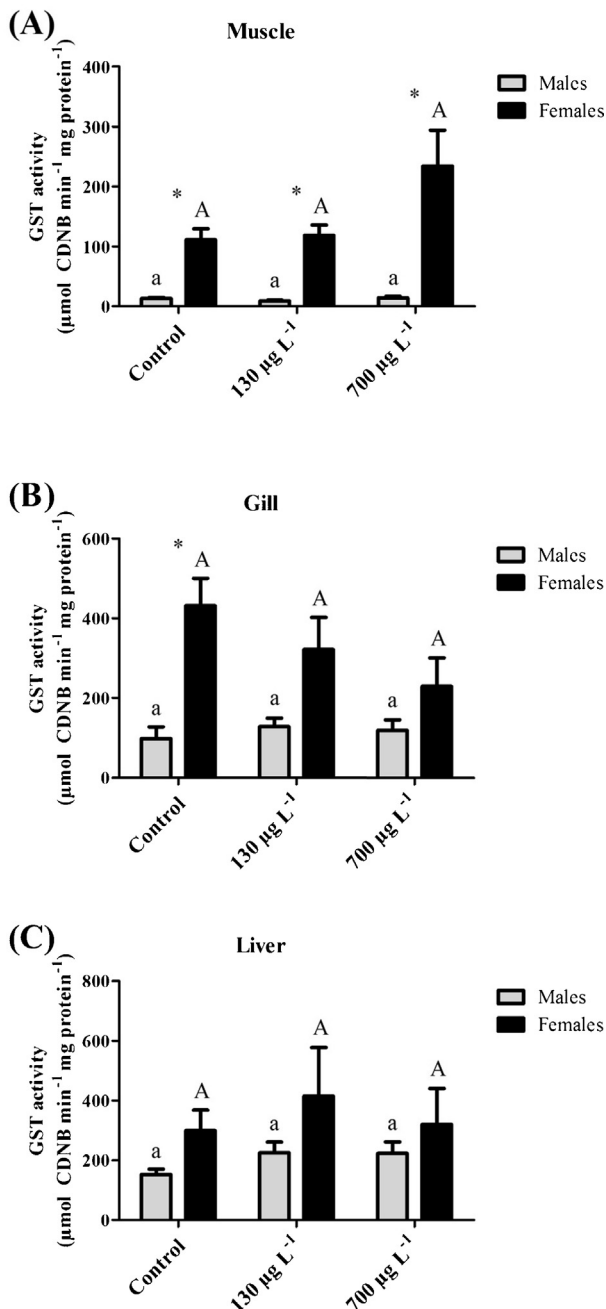 (A)
Muscle
GST activity
(µmol CDNB min⁻¹ mg protein⁻¹)
400
300
200
100
0
* A
* A
* A
a
a
a
Control
130 µg L⁻¹
700 µg L⁻¹
Males
Females
(B)
Gill
GST activity
(µmol CDNB min⁻¹ mg protein⁻¹)
600
400
200
0
* A
A
A
a
a
a
Control
130 µg L⁻¹
700 µg L⁻¹
Males
Females
(C)
Liver
GST activity
(µmol CDNB min⁻¹ mg protein⁻¹)
800
600
400
200
0
A
A
A
a
a
a
Control
130 µg L⁻¹
700 µg L⁻¹
Males
Females